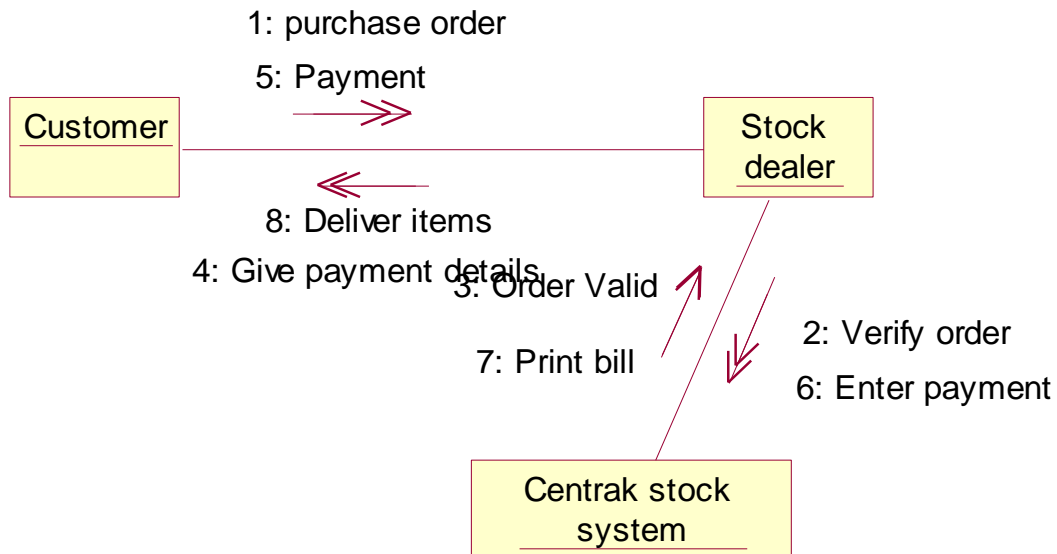 1: purchase order
5: Payment
Customer
Stock
dealer
8: Deliver items
4: Give payment details
3: Order Valid
7: Print bill
2: Verify order
6: Enter payment
Centrak stock
system